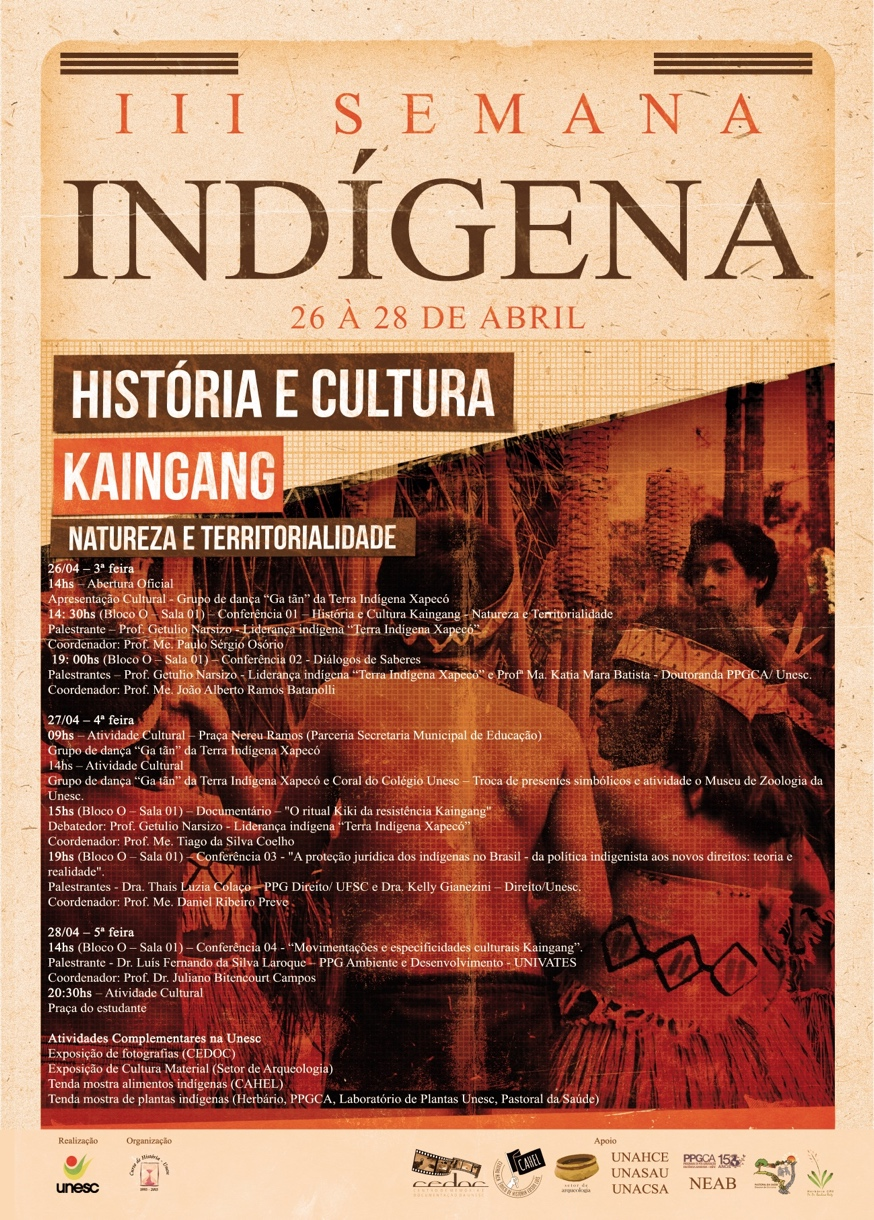 III SEMANA
INDÍGENA
26 À 28 DE ABRIL
HISTÓRIA E CULTURA
KAINGANG
NATUREZA E TERRITORIALIDADE
26/04 – 3ª feira
14hs – Abertura Oficial
Apresentação Cultural - Grupo de dança “Ga tãn” da Terra Indígena Xapecó
14: 30hs (Bloco O – Sala 01) – Conferência 01 – História e Cultura Kaingang - Natureza e Territorialidade
Palestrante – Prof. Getulio Narsizo - Liderança indígena “Terra Indígena Xapecó”
Coordenador: Prof. Me. Paulo Sérgio Osório
19: 00hs (Bloco O – Sala 01) – Conferência 02 - Diálogos de Saberes
Palestrantes – Prof. Getulio Narsizo - Liderança indígena “Terra Indígena Xapecó” e Profª Ma. Katia Mara Batista - Doutoranda PPGCA/ Unesc.
Coordenador: Prof. Me. João Alberto Ramos Batanolli
27/04 – 4ª feira
09hs – Atividade Cultural – Praça Nereu Ramos (Parceria Secretaria Municipal de Educação)
Grupo de dança “Ga tãn” da Terra Indígena Xapecó
14hs – Atividade Cultural
Grupo de dança “Ga tãn” da Terra Indígena Xapecó e Coral do Colégio Unesc – Troca de presentes simbólicos e atividade o Museu de Zoologia da
Unesc.
15hs (Bloco O – Sala 01) – Documentário – "O ritual Kiki da resistência Kaingang"
Debatedor: Prof. Getulio Narsizo - Liderança indígena “Terra Indígena Xapecó”
Coordenador: Prof. Me. Tiago da Silva Coelho
19hs (Bloco O – Sala 01) – Conferência 03 - "A proteção jurídica dos indígenas no Brasil - da política indigenista aos novos direitos: teoria e
realidade".
Palestrantes - Dra. Thais Luzia Colaço – PPG Direito/ UFSC e Dra. Kelly Gianezini – Direito/Unesc.
Coordenador: Prof. Me. Daniel Ribeiro Preve
28/04 – 5ª feira
14hs (Bloco O – Sala 01) – Conferência 04 - “Movimentações e especificidades culturais Kaingang”.
Palestrante - Dr. Luís Fernando da Silva Laroque – PPG Ambiente e Desenvolvimento - UNIVATES
Coordenador: Prof. Dr. Juliano Bitencourt Campos
20:30hs – Atividade Cultural
Praça do estudante
Atividades Complementares na Unesc
Exposição de fotografias (CEDOC)
Exposição de Cultura Material (Setor de Arqueologia)
Tenda mostra alimentos indígenas (CAHEL)
Tenda mostra de plantas indígenas (Herbário, PPGCA, Laboratório de Plantas Unesc, Pastoral da Saúde)
Realização
Organização
Apoio
unesc
Curso de História - Unesc
cedoc
CAHEL
setor de
arqueologia
UNAHCE
UNASAU
UNACSA
PPGCA
NEAB